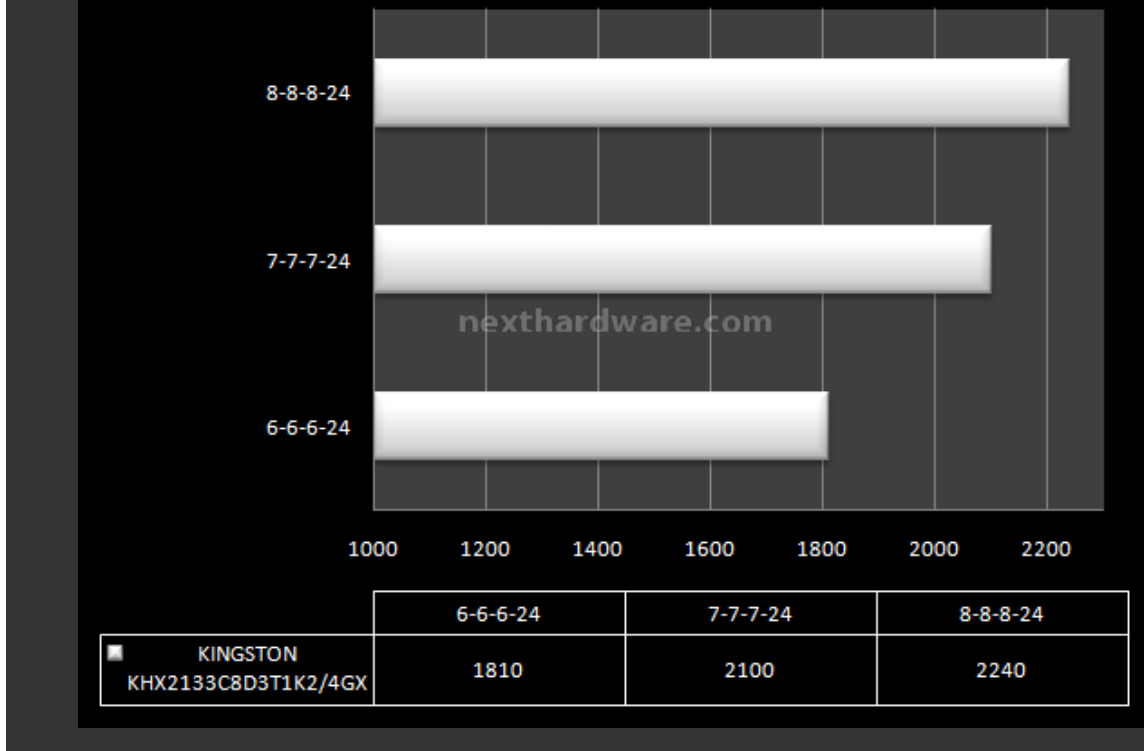 8-8-8-24
7-7-7-24
nexthardware.com
6-6-6-24
1000 1200 1400 1600 1800 2000 2200
6-6-6-24 7-7-7-24 8-8-8-24
KINGSTON
KHX2133C8D3T1K2/4GX 1810 2100 2240